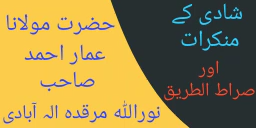 شادی کے
منکرات
اور
صراط الطریق
حضرت مولانا
عمار احمد
صاحب
نوراللہ مرقدہ الہ آبادی